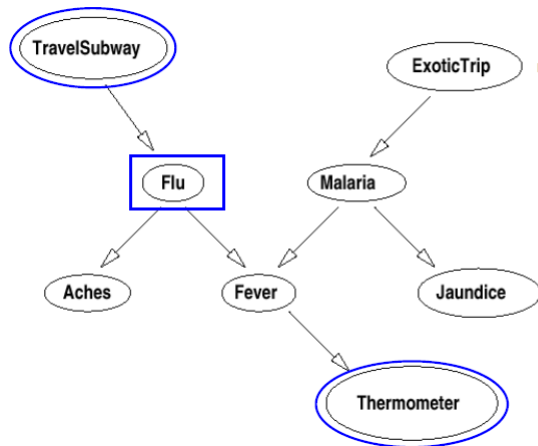 TravelSubway
ExoticTrip
Flu
Malaria
Aches
Fever
Jaundice
Thermometer